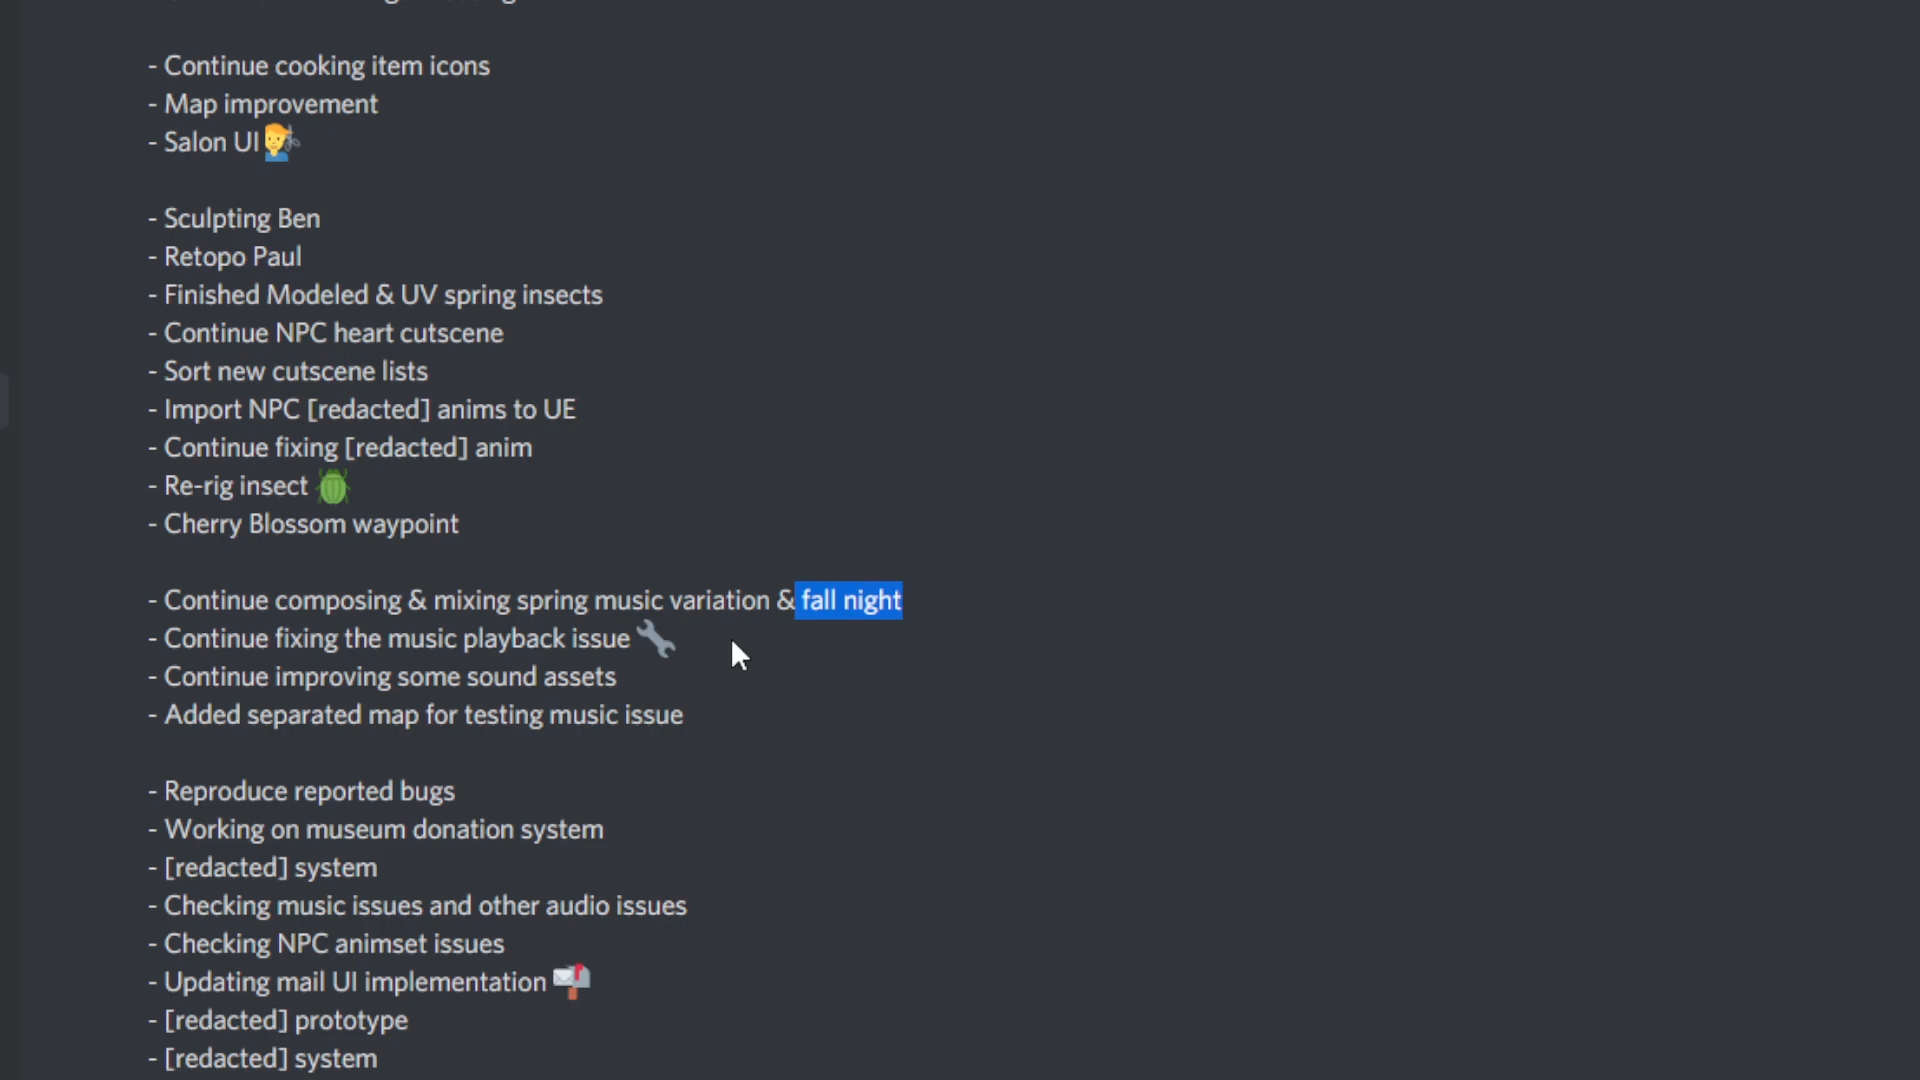 - Continue cooking item icons
- Map improvement
- Salon UI
- Sculpting Ben
- Retopo Paul
- Finished Modeled & UV spring insects
- Continue NPC heart cutscene
- Sort new cutscene lists
- Import NPC [redacted] anims to UE
- Continue fixing [redacted] anim
- Re-rig insect
- Cherry Blossom waypoint
- Continue composing & mixing spring music variation & fall night
- Continue fixing the music playback issue
- Continue improving some sound assets
- Added separated map for testing music issue
- Reproduce reported bugs
- Working on museum donation system
- [redacted] system
- Checking music issues and other audio issues
- Checking NPC animset issues
- Updating mail UI implementation
- [redacted] prototype
- [redacted] system